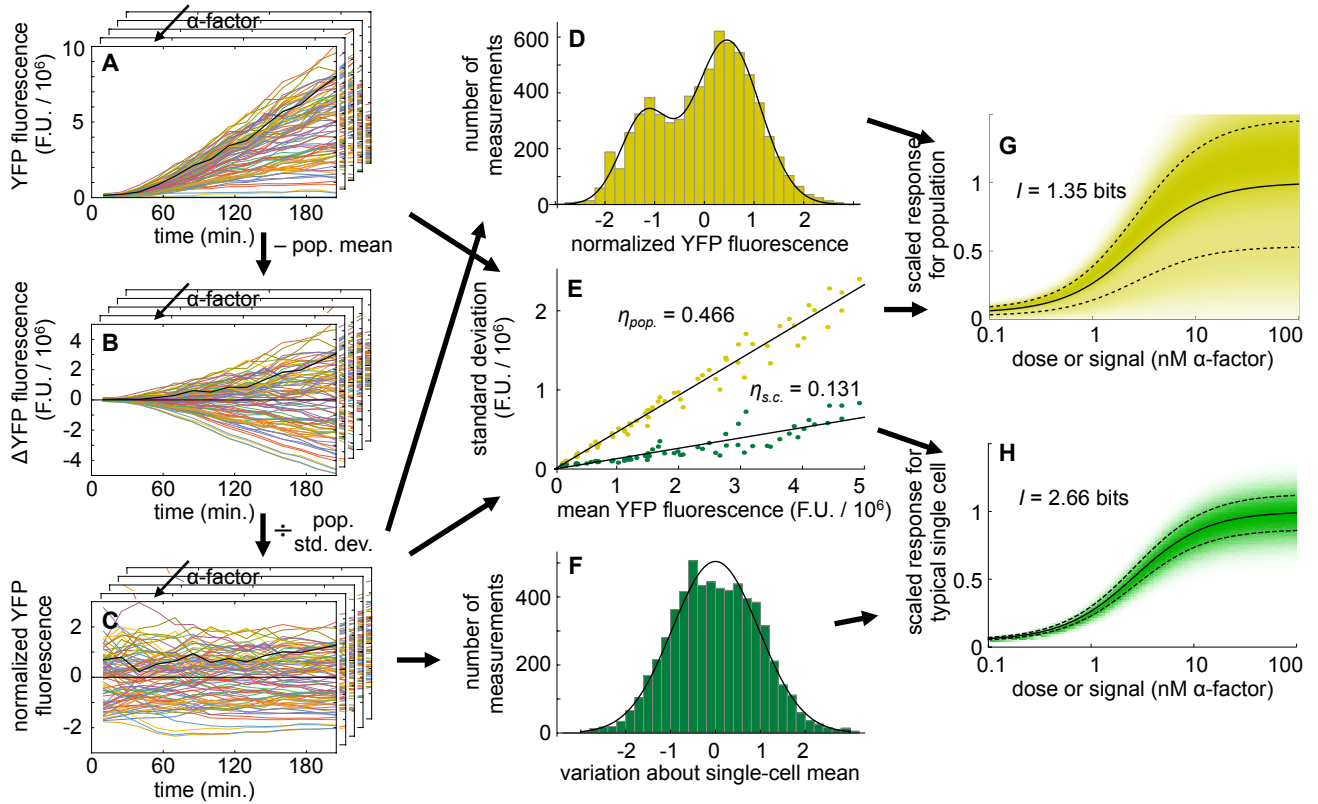 A
α-factor
YFP fluorescence
(F.U. / 10⁶)
10
5
0
0 60 120 180
time (min.)
– pop. mean
B
α-factor
ΔYFP fluorescence
(F.U. / 10⁶)
4
2
0
-2
-4
0 60 120 180
time (min.)
÷ pop.
std. dev.
C
α-factor
normalized YFP
fluorescence
2
0
-2
0 60 120 180
time (min.)
D
number of
measurements
600
400
200
0
-2 -1 0 1 2
normalized YFP fluorescence
E
standard deviation
(F.U. / 10⁶)
2
1
0
ηpop. = 0.466
ηs.c. = 0.131
0 1 2 3 4 5
mean YFP fluorescence (F.U. / 10⁶)
F
number of
measurements
400
200
0
-2 -1 0 1 2
variation about single-cell mean
G
scaled response
for population
I = 1.35 bits
1
0.5
0
0.1 1 10 100
dose or signal (nM α-factor)
H
scaled response for
typical single cell
I = 2.66 bits
1
0.5
0
0.1 1 10 100
dose or signal (nM α-factor)